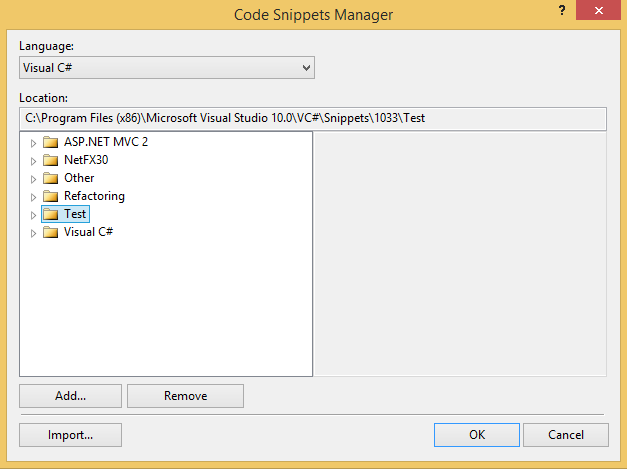 Code Snippets Manager
?
Language:
Visual C#
Location:
C:\Program Files (x86)\Microsoft Visual Studio 10.0\VC#\Snippets\1033\Test
ASP.NET MVC 2
NetFX30
Other
Refactoring
Test
Visual C#
Add... Remove
Import... OK Cancel